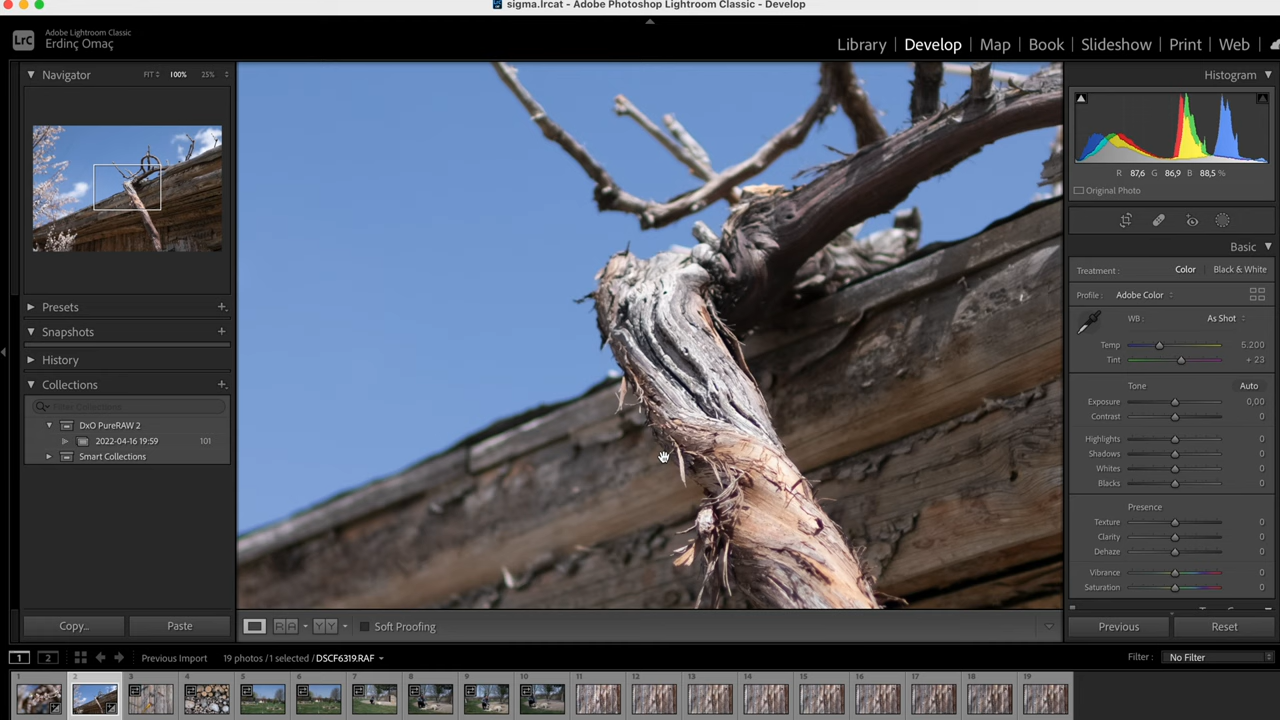 sigma.lrcat - Adobe Photoshop Lightroom Classic - Develop
LrC
Adobe Lightroom Classic
Erdinç Omaç
Library | Develop | Map | Book | Slideshow | Print | Web
Navigator
FIT 100% 25%
Presets
Snapshots
History
Collections
Filter Collections
DxO PureRAW 2
2022-04-16 19:59 101
Smart Collections
Copy... Paste
Soft Proofing
Histogram
R 87,6 G 86,9 B 88,5 %
Original Photo
Basic
Treatment : Color Black & White
Profile : Adobe Color
WB : As Shot
Temp 5.200
Tint + 23
Tone Auto
Exposure 0,00
Contrast 0
Highlights 0
Shadows 0
Whites 0
Blacks 0
Presence
Texture 0
Clarity 0
Dehaze 0
Vibrance 0
Saturation 0
Previous Reset
1 2 Previous Import 19 photos / 1 selected / DSCF6319.RAF Filter : No Filter
1 2 3 4 5 6 7 8 9 10 11 12 13 14 15 16 17 18 19